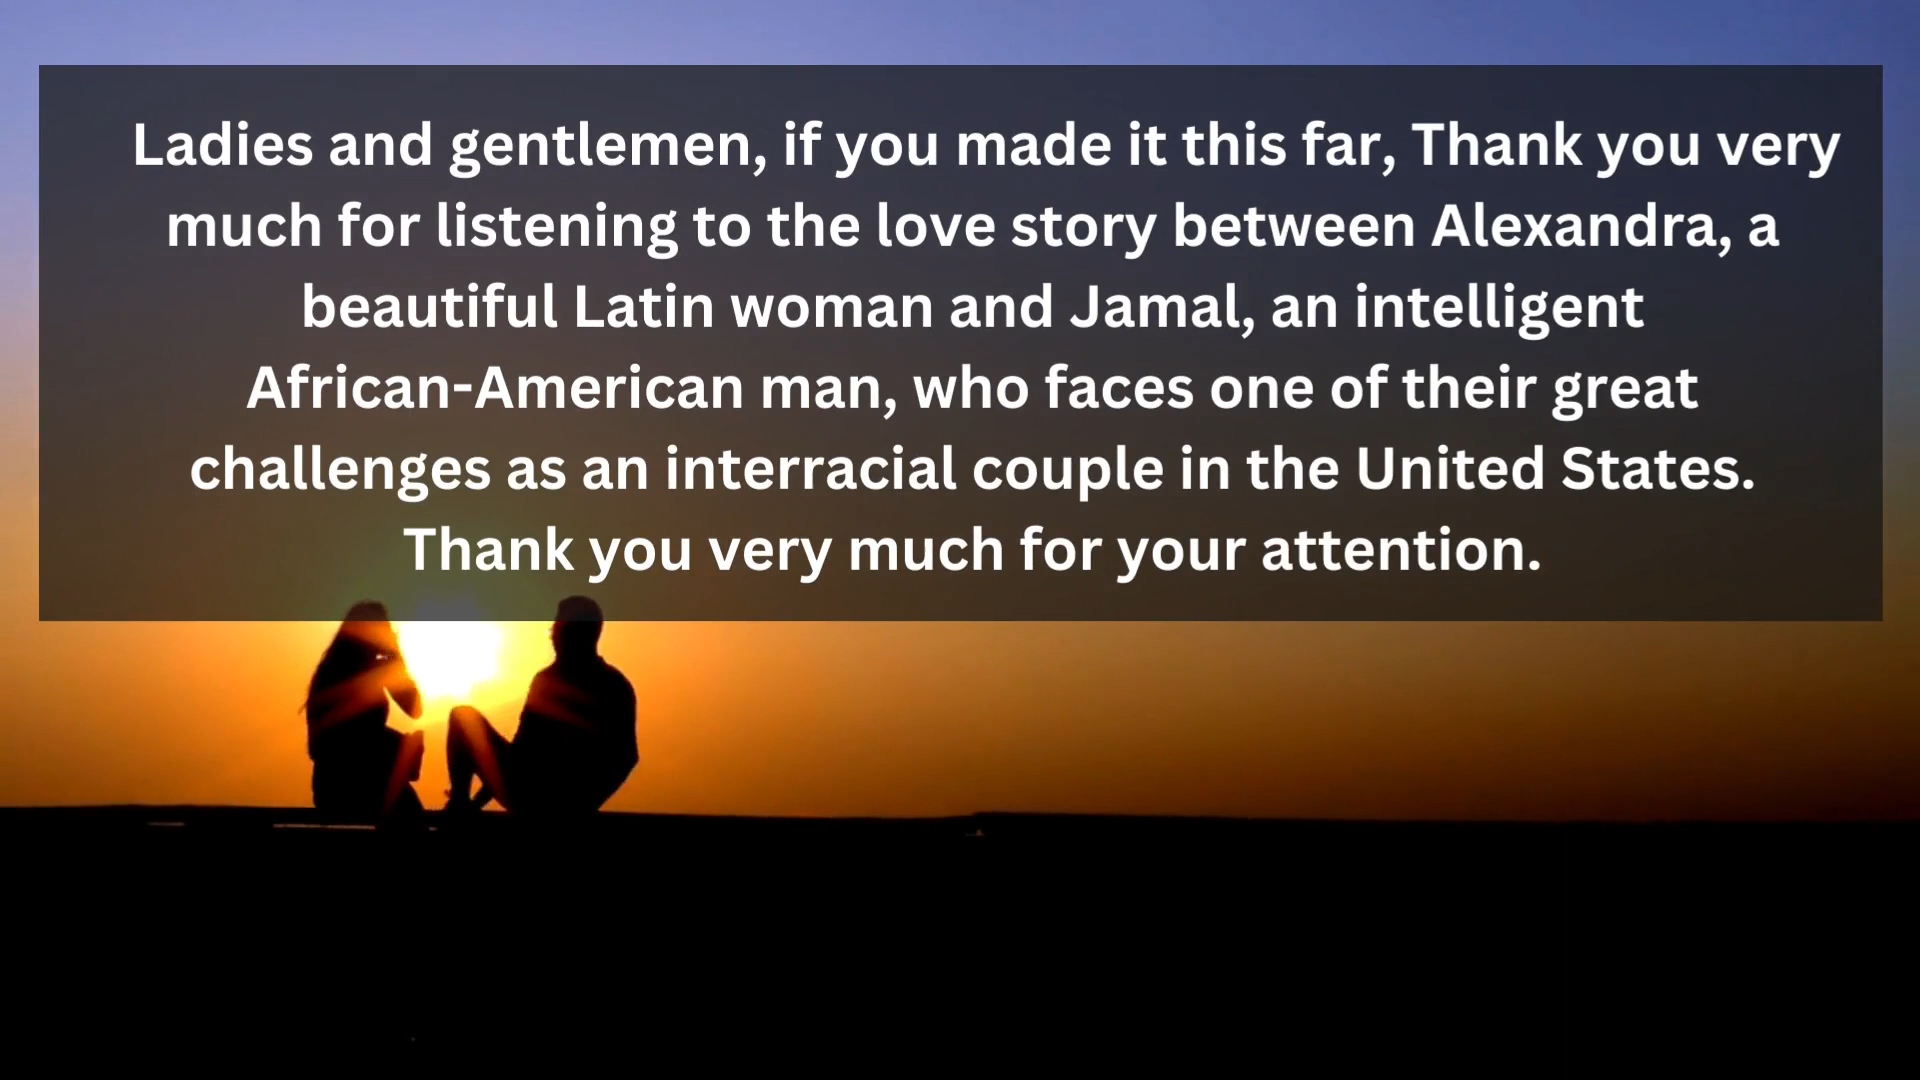 Ladies and gentlemen, if you made it this far, Thank you very
much for listening to the love story between Alexandra, a
beautiful Latin woman and Jamal, an intelligent
African-American man, who faces one of their great
challenges as an interracial couple in the United States.
Thank you very much for your attention.